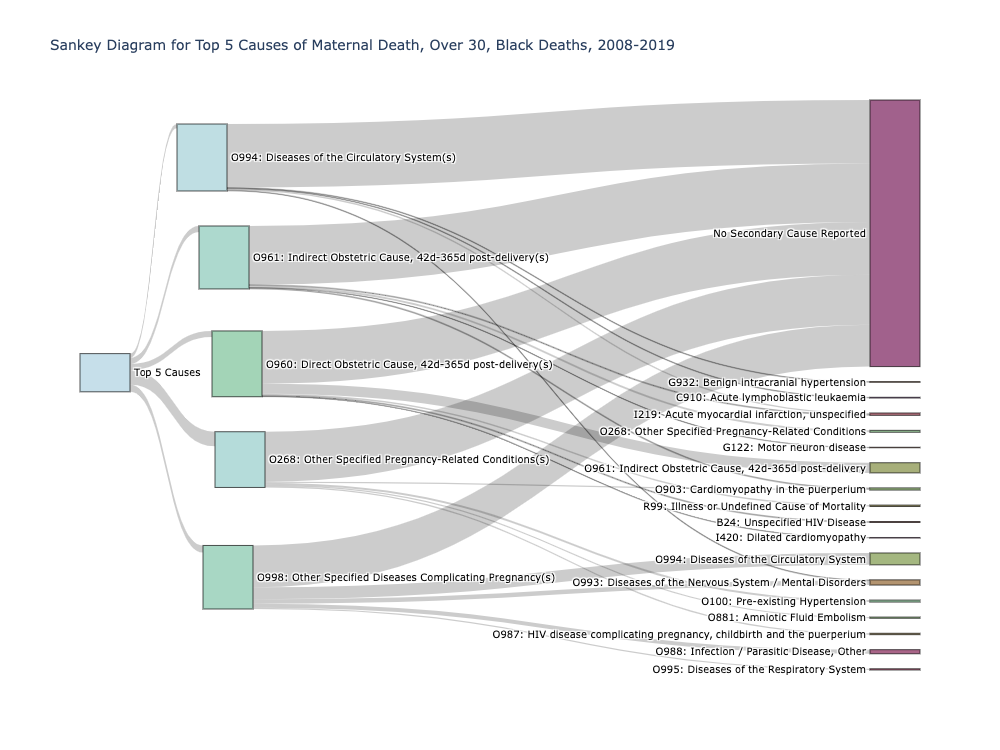 Sankey Diagram for Top 5 Causes of Maternal Death, Over 30, Black Deaths, 2008-2019
Top 5 Causes
O994: Diseases of the Circulatory System(s)
O961: Indirect Obstetric Cause, 42d-365d post-delivery(s)
O960: Direct Obstetric Cause, 42d-365d post-delivery(s)
O268: Other Specified Pregnancy-Related Conditions(s)
O998: Other Specified Diseases Complicating Pregnancy(s)
No Secondary Cause Reported
G932: Benign intracranial hypertension
C910: Acute lymphoblastic leukaemia
I219: Acute myocardial infarction, unspecified
O268: Other Specified Pregnancy-Related Conditions
G122: Motor neuron disease
O961: Indirect Obstetric Cause, 42d-365d post-delivery
O903: Cardiomyopathy in the puerperium
R99: Illness or Undefined Cause of Mortality
B24: Unspecified HIV Disease
I420: Dilated cardiomyopathy
O994: Diseases of the Circulatory System
O993: Diseases of the Nervous System / Mental Disorders
O100: Pre-existing Hypertension
O881: Amniotic Fluid Embolism
O987: HIV disease complicating pregnancy, childbirth and the puerperium
O988: Infection / Parasitic Disease, Other
O995: Diseases of the Respiratory System